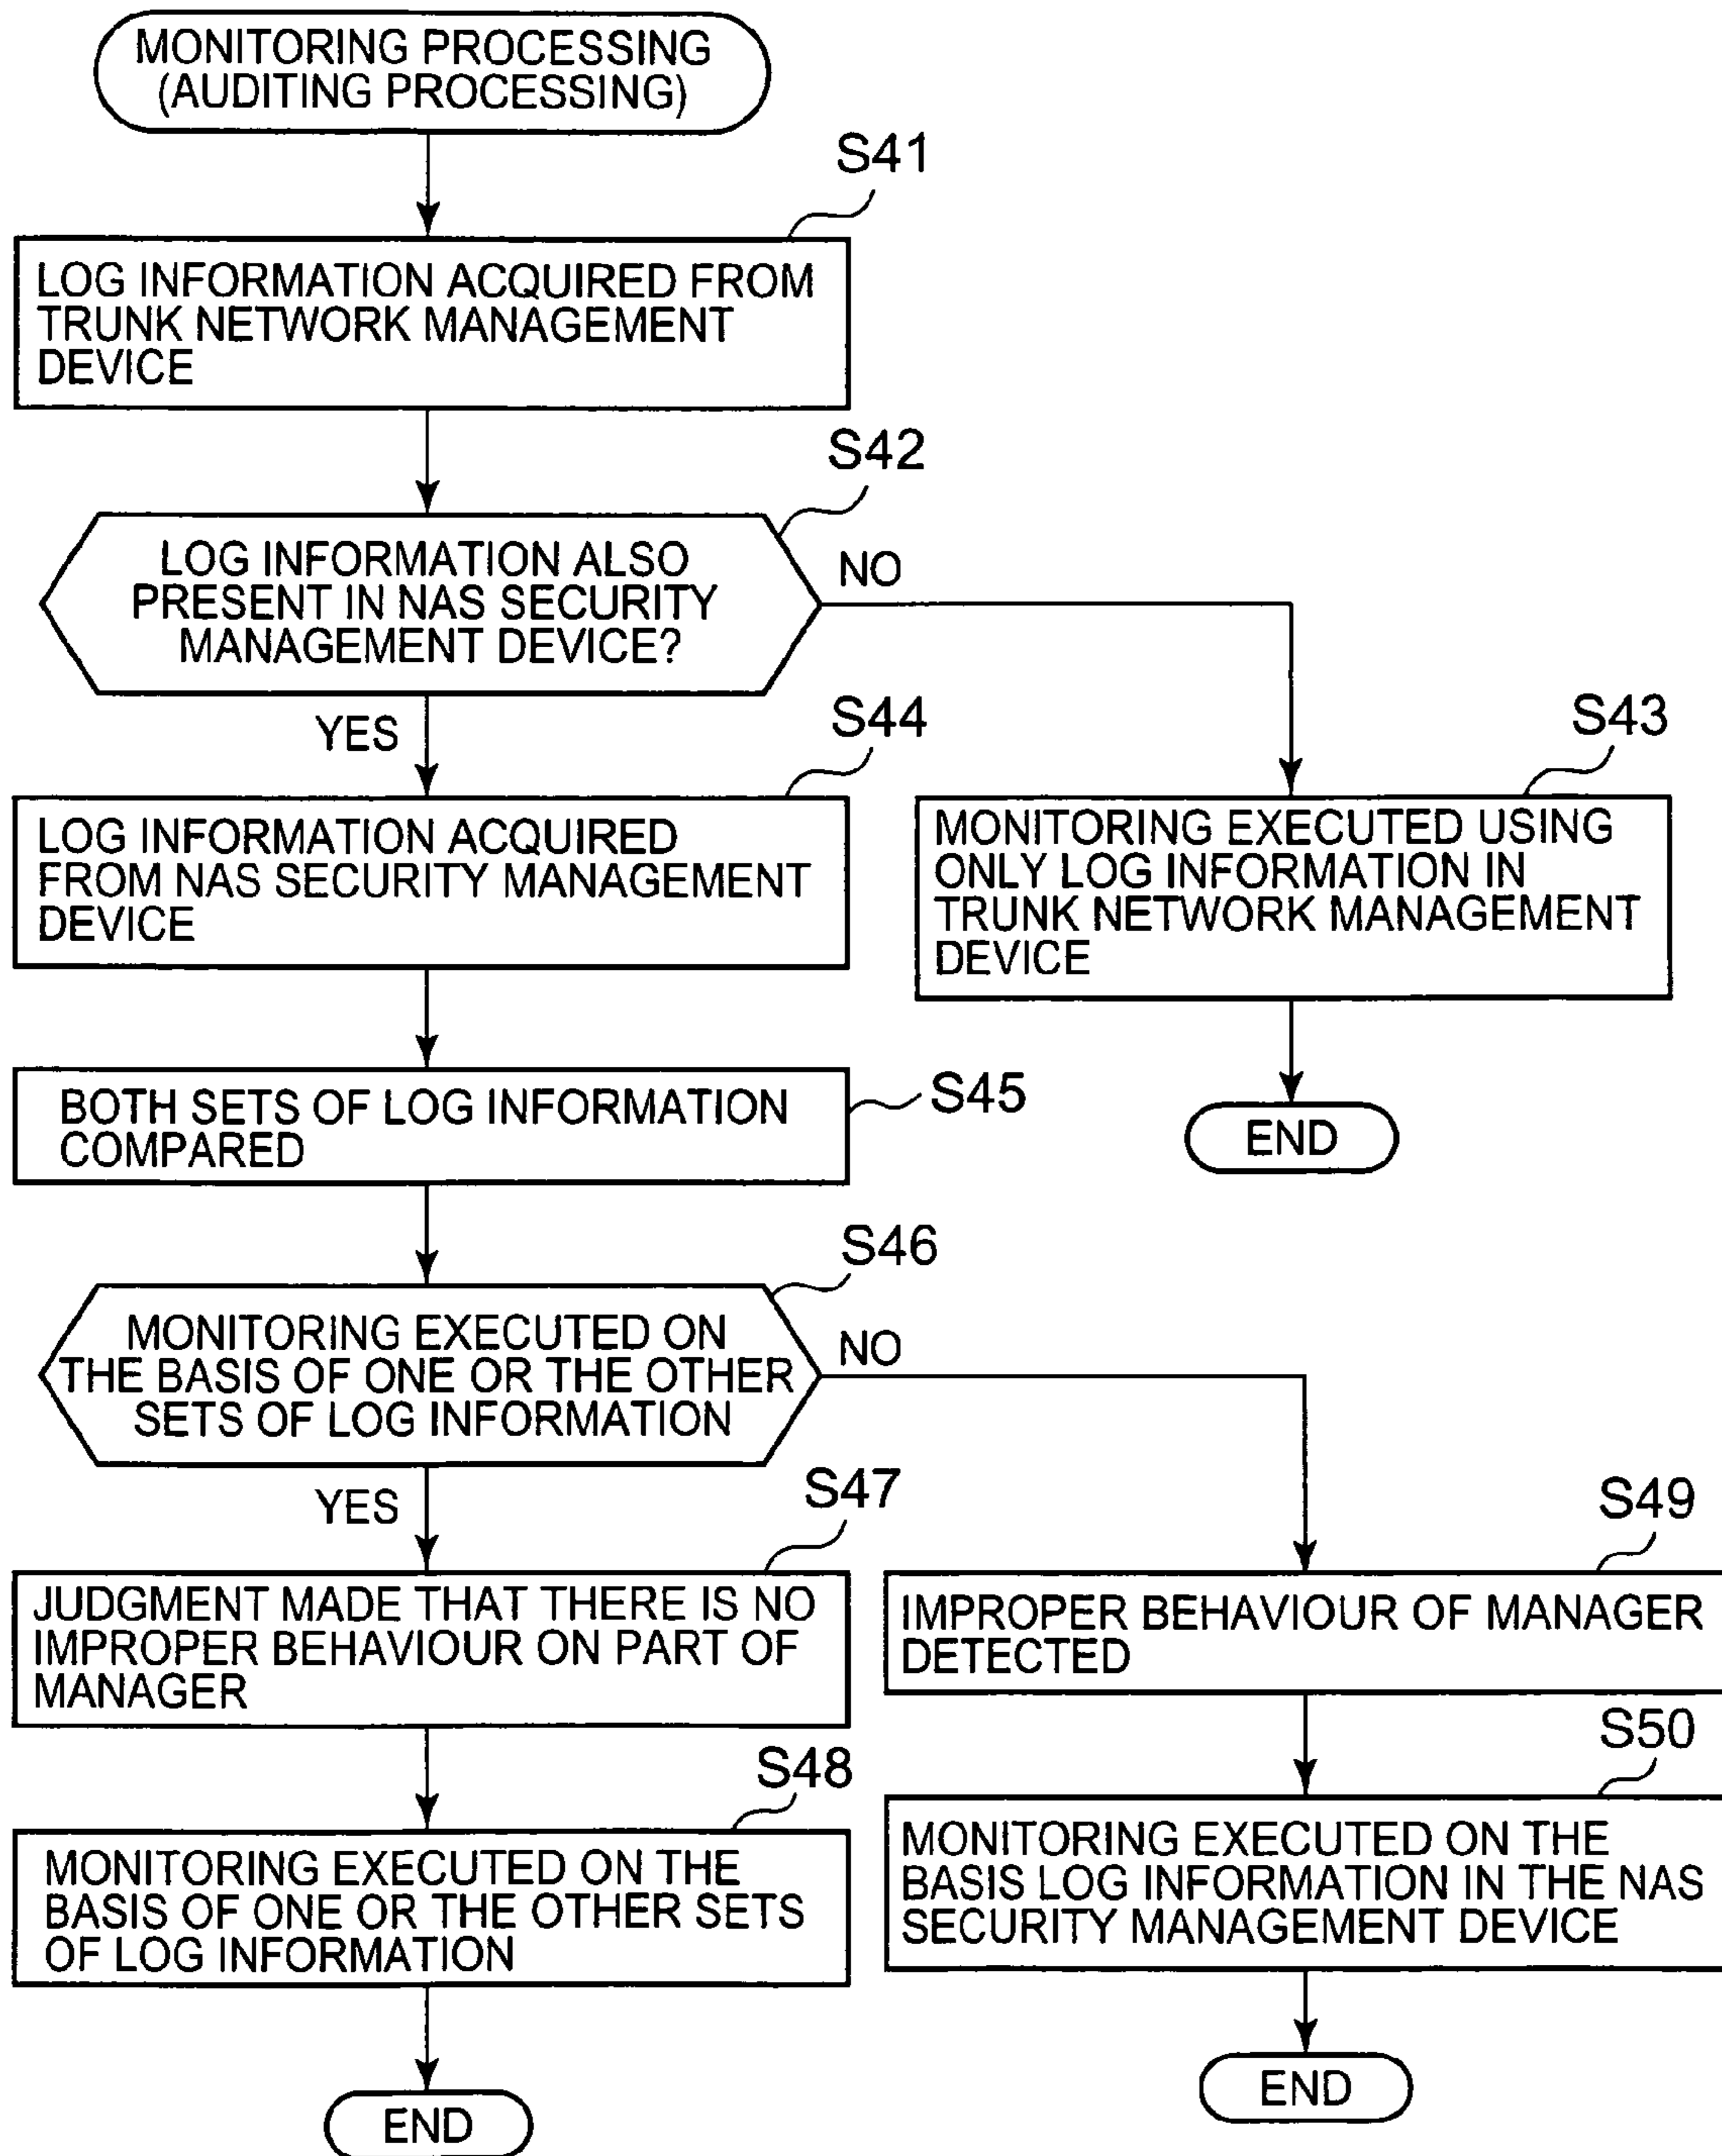 MONITORING PROCESSING
(AUDITING PROCESSING)
S41
LOG INFORMATION ACQUIRED FROM
TRUNK NETWORK MANAGEMENT
DEVICE
S42
LOG INFORMATION ALSO
PRESENT IN NAS SECURITY
MANAGEMENT DEVICE?
NO
YES
S44
LOG INFORMATION ACQUIRED
FROM NAS SECURITY MANAGEMENT
DEVICE
S43
MONITORING EXECUTED USING
ONLY LOG INFORMATION IN
TRUNK NETWORK MANAGEMENT
DEVICE
END
BOTH SETS OF LOG INFORMATION
COMPARED
S45
S46
MONITORING EXECUTED ON
THE BASIS OF ONE OR THE OTHER
SETS OF LOG INFORMATION
NO
YES
S47
JUDGMENT MADE THAT THERE IS NO
IMPROPER BEHAVIOUR ON PART OF
MANAGER
S49
IMPROPER BEHAVIOUR OF MANAGER
DETECTED
S48
MONITORING EXECUTED ON THE
BASIS OF ONE OR THE OTHER SETS
OF LOG INFORMATION
END
S50
MONITORING EXECUTED ON THE
BASIS LOG INFORMATION IN THE NAS
SECURITY MANAGEMENT DEVICE
END